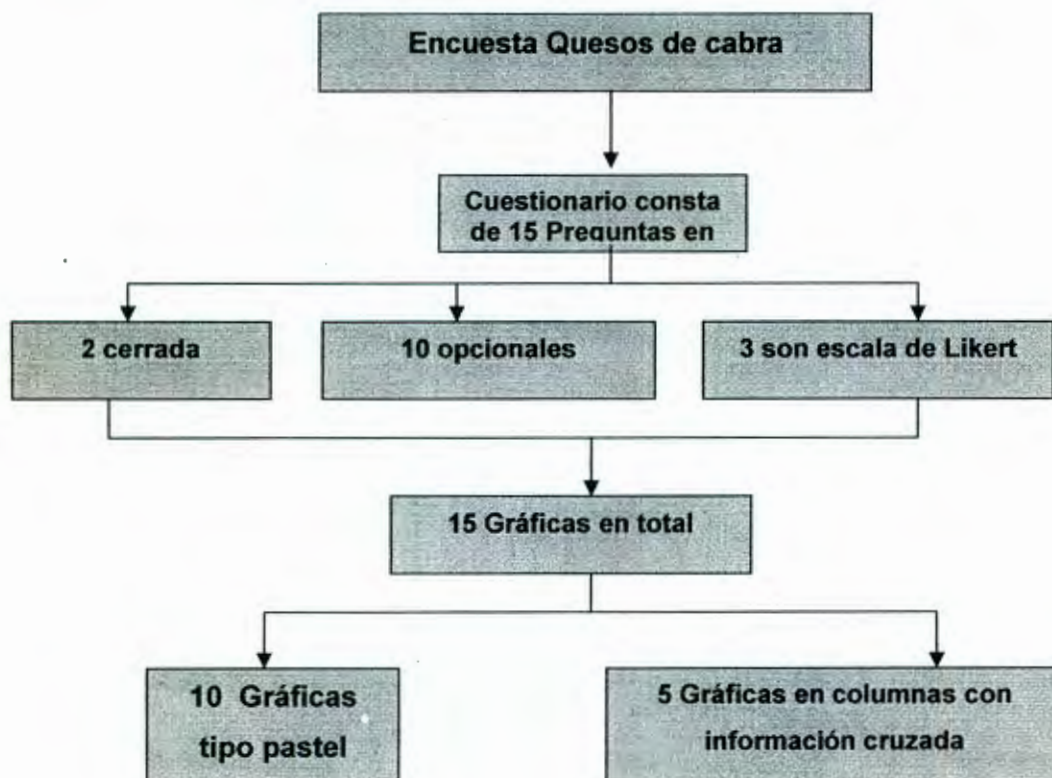 Encuesta Quesos de cabra
Cuestionario consta
de 15 Preguntas en
2 cerrada
10 opcionales
3 son escala de Likert
15 Gráficas en total
10 Gráficas
tipo pastel
5 Gráficas en columnas con
información cruzada